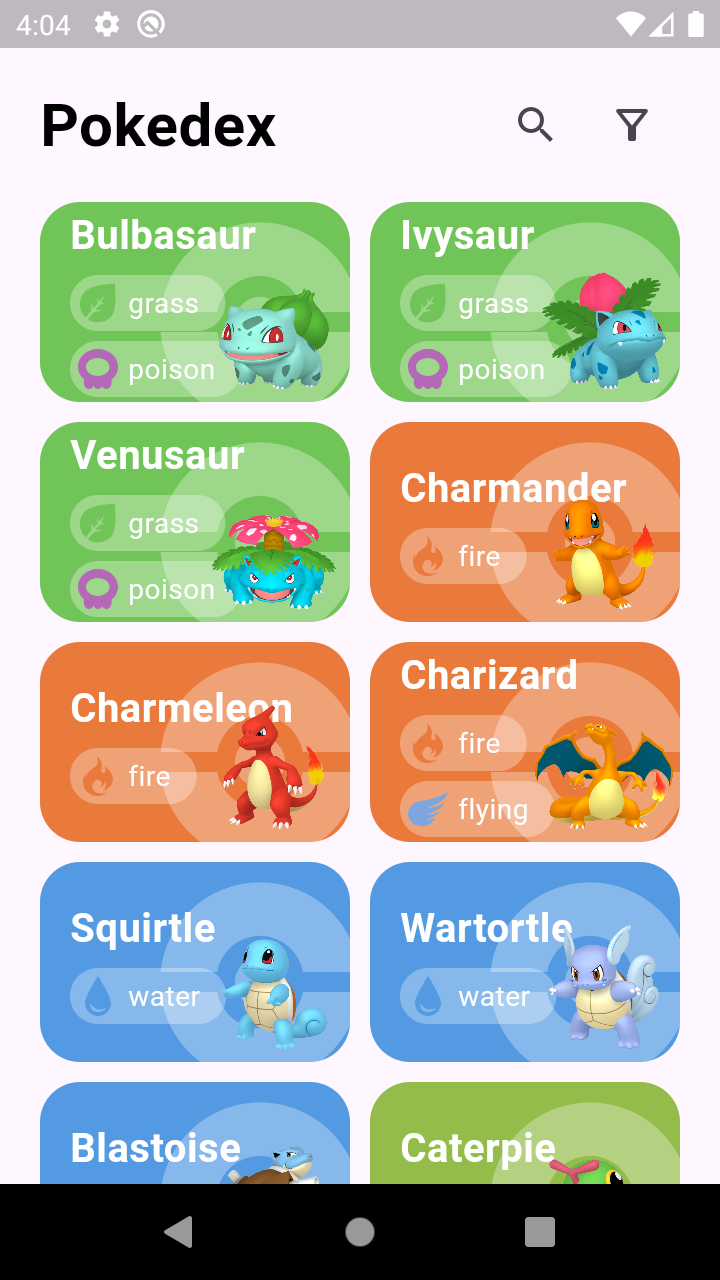 4:04
Pokedex
Bulbasaur
grass
poison
Ivysaur
grass
poison
Venusaur
grass
poison
Charmander
fire
Charmeleon
fire
Charizard
fire
flying
Squirtle
water
Wartortle
water
Blastoise
Caterpie